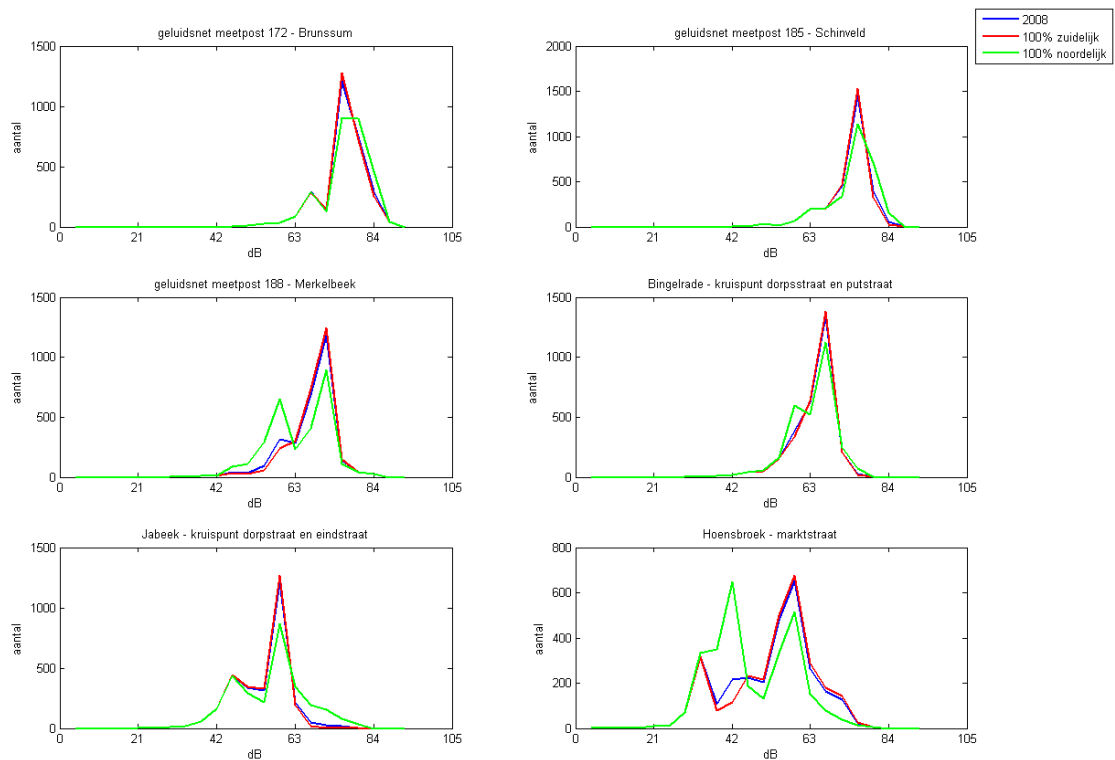 2008
100% zuidelijk
100% noordelijk
geluidsnet meetpost 172 - Brunssum
1500
1000
500
0
aantal
0 21 42 63 84 105
dB
geluidsnet meetpost 185 - Schinveld
2000
1500
1000
500
0
aantal
0 21 42 63 84 105
dB
geluidsnet meetpost 188 - Merkelbeek
1500
1000
500
0
aantal
0 21 42 63 84 105
dB
Bingelrade - kruispunt dorpsstraat en putstraat
1500
1000
500
0
aantal
0 21 42 63 84 105
dB
Jabeek - kruispunt dorpstraat en eindstraat
1500
1000
500
0
aantal
0 21 42 63 84 105
dB
Hoensbroek - marktstraat
800
600
400
200
0
aantal
0 21 42 63 84 105
dB